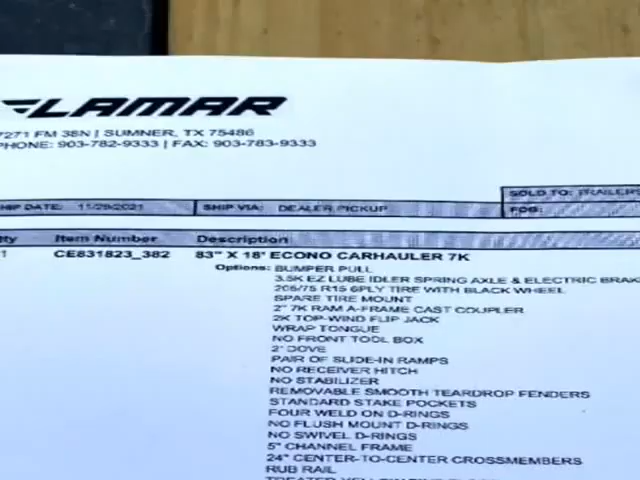 LAMAR
7271 FM 38N | SUMNER, TX 75486
PHONE: 903-782-9333 | FAX: 903-783-9333
SOLD TO: TRAILERS
HIP DATE: 11/29/2021 SHIP VIA: DEALER PICKUP FOB:
ty Item Number Description
1 CE831823_382 83" X 18' ECONO CARHAULER 7K
Options: BUMPER PULL
3.5K EZ LUBE IDLER SPRING AXLE & ELECTRIC BRAK
205/75 R15 6PLY TIRE WITH BLACK WHEEL
SPARE TIRE MOUNT
2" 7K RAM A-FRAME CAST COUPLER
2K TOP-WIND FLIP JACK
WRAP TONGUE
NO FRONT TOOL BOX
2' DOVE
PAIR OF SLIDE-IN RAMPS
NO RECEIVER HITCH
NO STABILIZER
REMOVABLE SMOOTH TEARDROP FENDERS
STANDARD STAKE POCKETS
FOUR WELD ON D-RINGS
NO FLUSH MOUNT D-RINGS
NO SWIVEL D-RINGS
5" CHANNEL FRAME
24" CENTER-TO-CENTER CROSSMEMBERS
RUB RAIL